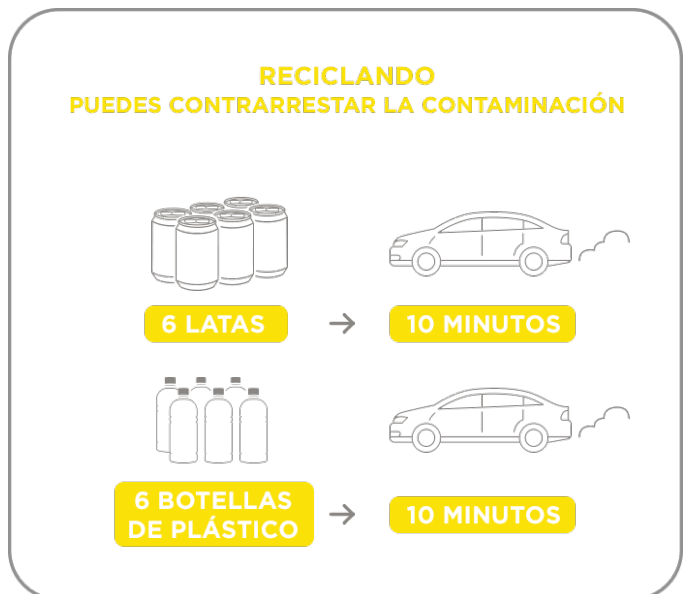 RECICLANDO
PUEDES CONTRARRESTAR LA CONTAMINACIÓN
6 LATAS
10 MINUTOS
6 BOTELLAS
DE PLÁSTICO
10 MINUTOS